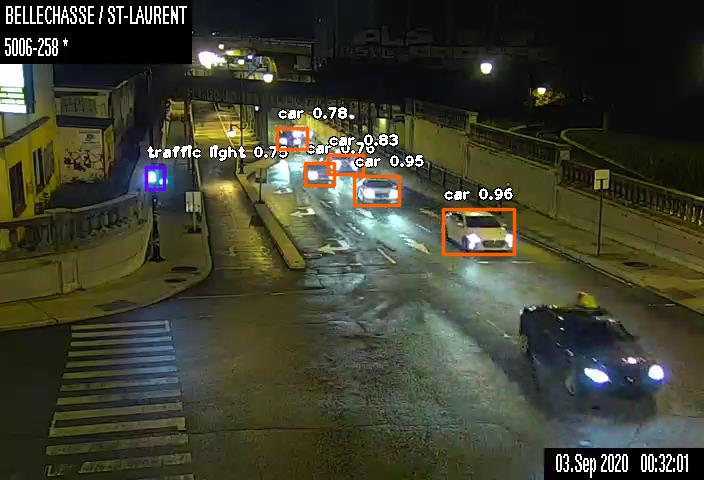 BELLECHASSE / ST-LAURENT
5006-258 *
car 0.78
car 0.83
traffic light 0.75
car 0.95
car 0.96
03.Sep 2020 00:32:01